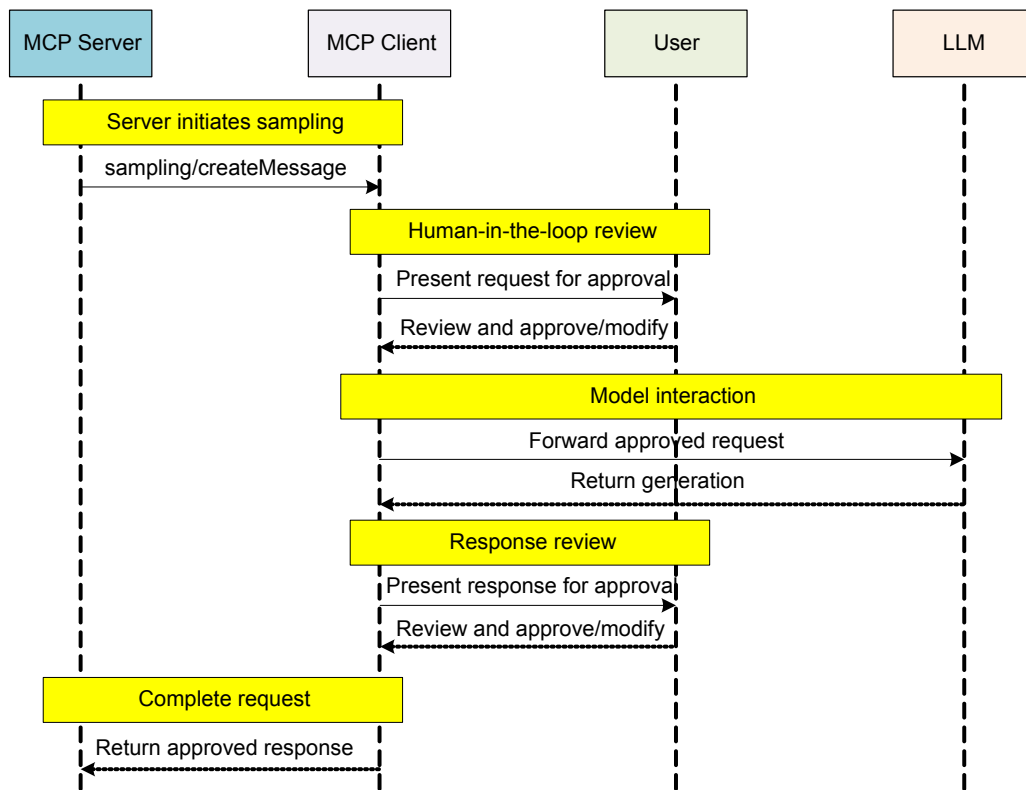 MCP Server
MCP Client
User
LLM
Server initiates sampling
sampling/createMessage
Human-in-the-loop review
Present request for approval
Review and approve/modify
Model interaction
Forward approved request
Return generation
Response review
Present response for approval
Review and approve/modify
Complete request
Return approved response